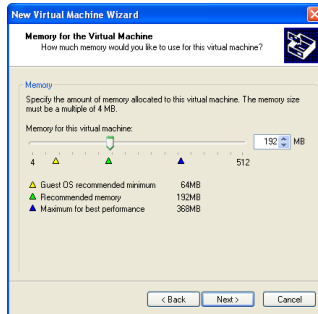 New Virtual Machine Wizard
Memory for the Virtual Machine
How much memory would you like to use for this virtual machine?
Memory
Specify the amount of memory allocated to this virtual machine. The memory size
must be a multiple of 4 MB.
Memory for this virtual machine:
192 MB
4 512
Guest OS recommended minimum 64MB
Recommended memory 192MB
Maximum for best performance 368MB
< Back Next > Cancel